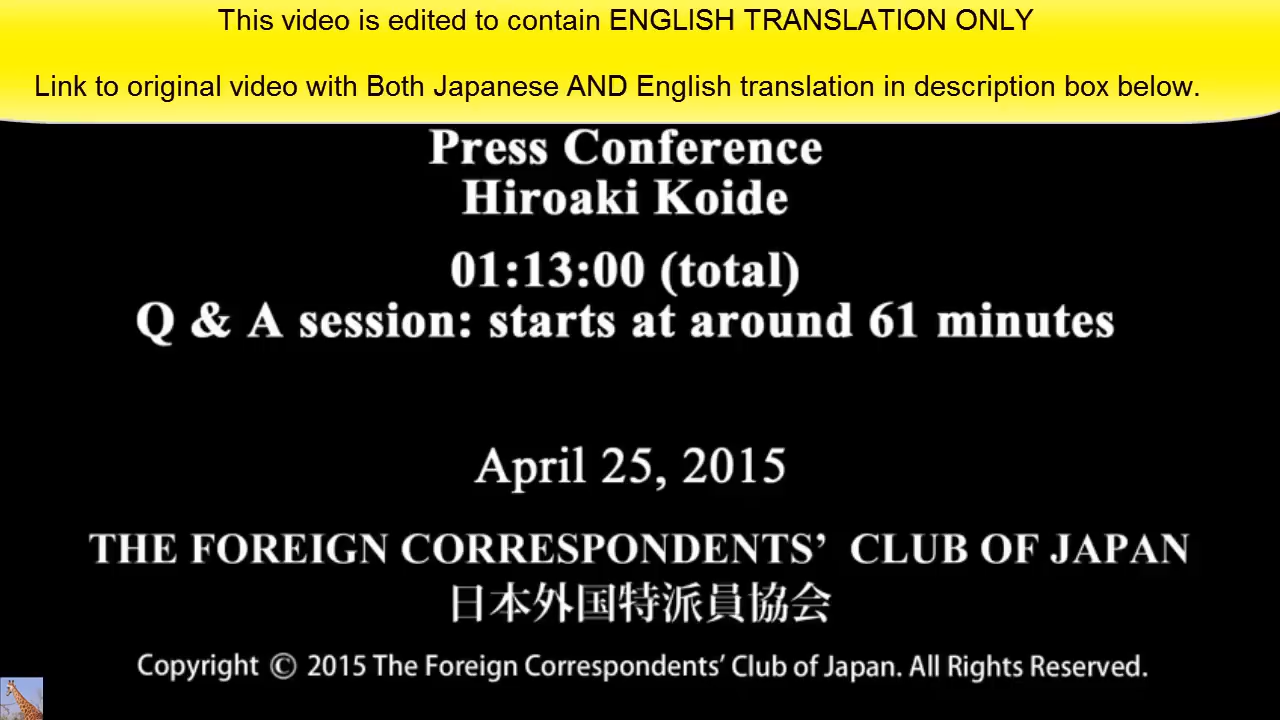 This video is edited to contain ENGLISH TRANSLATION ONLY
Link to original video with Both Japanese AND English translation in description box below.
Press Conference
Hiroaki Koide
01:13:00 (total)
Q & A session: starts at around 61 minutes
April 25, 2015
THE FOREIGN CORRESPONDENTS’ CLUB OF JAPAN
日本外国特派員協会
Copyright © 2015 The Foreign Correspondents’ Club of Japan. All Rights Reserved.